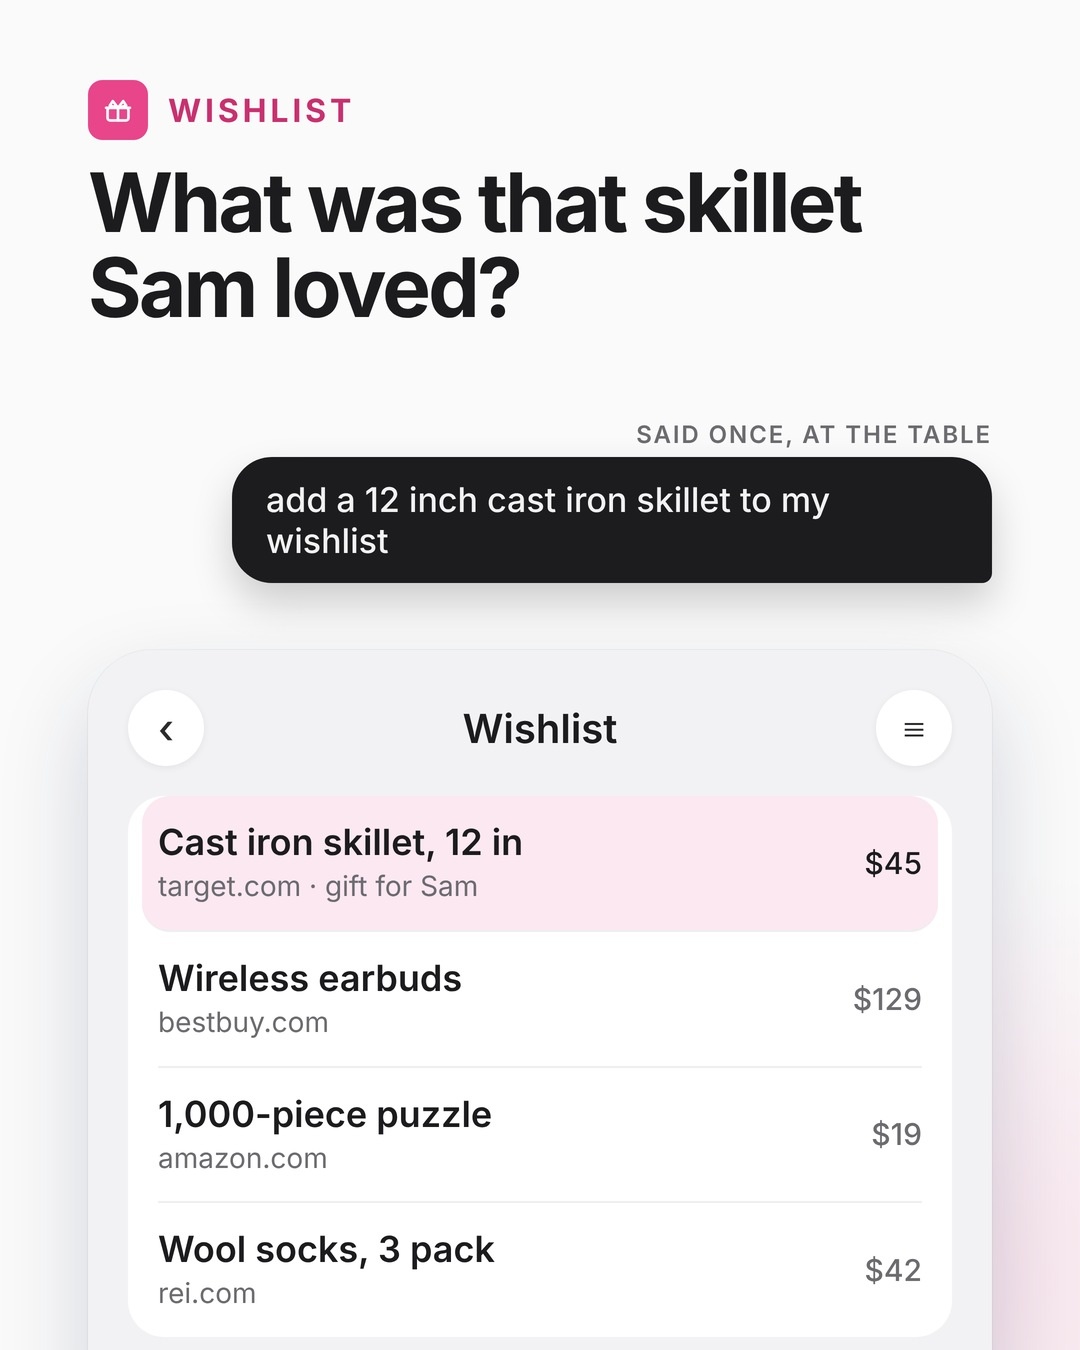 WISHLIST
What was that skillet
Sam loved?
SAID ONCE, AT THE TABLE
add a 12 inch cast iron skillet to my
wishlist
Wishlist
Cast iron skillet, 12 in
$45
target.com · gift for Sam
Wireless earbuds
$129
bestbuy.com
1,000-piece puzzle
$19
amazon.com
Wool socks, 3 pack
$42
rei.com